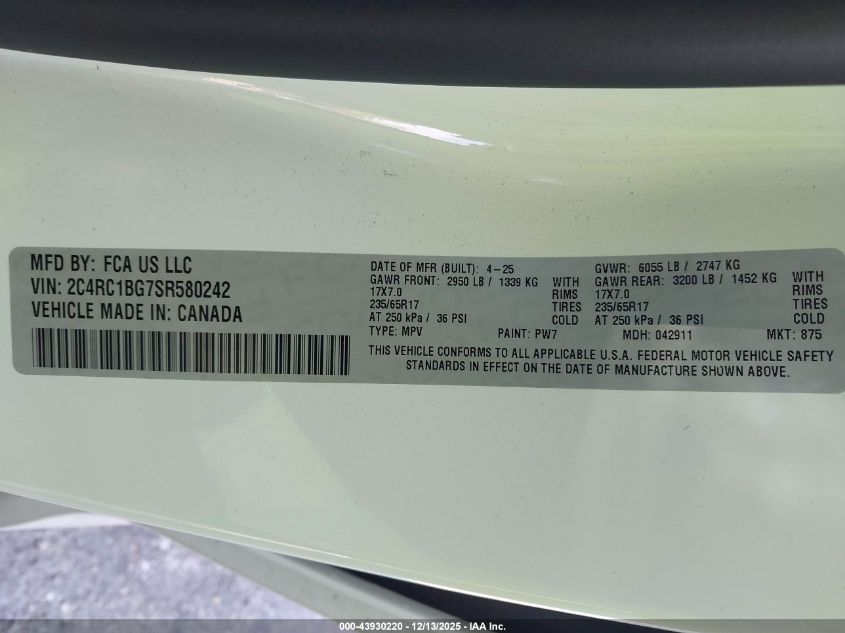 MFD BY: FCA US LLC
VIN: 2C4RC1BG7SR580242
VEHICLE MADE IN: CANADA
DATE OF MFR (BUILT): 4-25
GAWR FRONT: 2950 LB / 1339 KG WITH
17X7.0 RIMS
235/65R17 TIRES
AT 250 kPa / 36 PSI COLD
TYPE: MPV PAINT: PW7
GVWR: 6055 LB / 2747 KG
GAWR REAR: 3200 LB / 1452 KG WITH
17X7.0 RIMS
235/65R17 TIRES
AT 250 kPa / 36 PSI COLD
MDH: 042911 MKT: 875
THIS VEHICLE CONFORMS TO ALL APPLICABLE U.S.A. FEDERAL MOTOR VEHICLE SAFETY
STANDARDS IN EFFECT ON THE DATE OF MANUFACTURE SHOWN ABOVE.
000-43930220 - 12/13/2025 - IAA Inc.